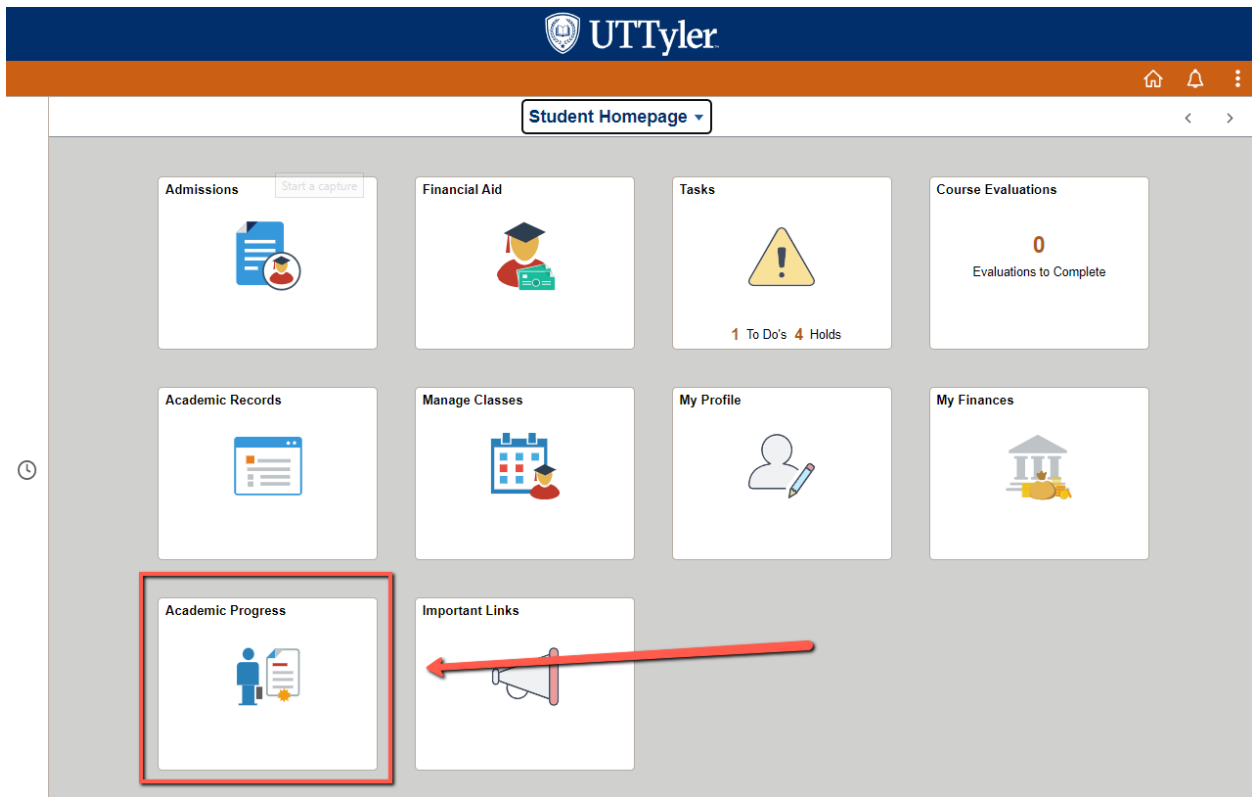 UTTyler
Student Homepage
Admissions
Start a capture
Financial Aid
Tasks
1 To Do's 4 Holds
Course Evaluations
0
Evaluations to Complete
Academic Records
Manage Classes
My Profile
My Finances
Academic Progress
Important Links